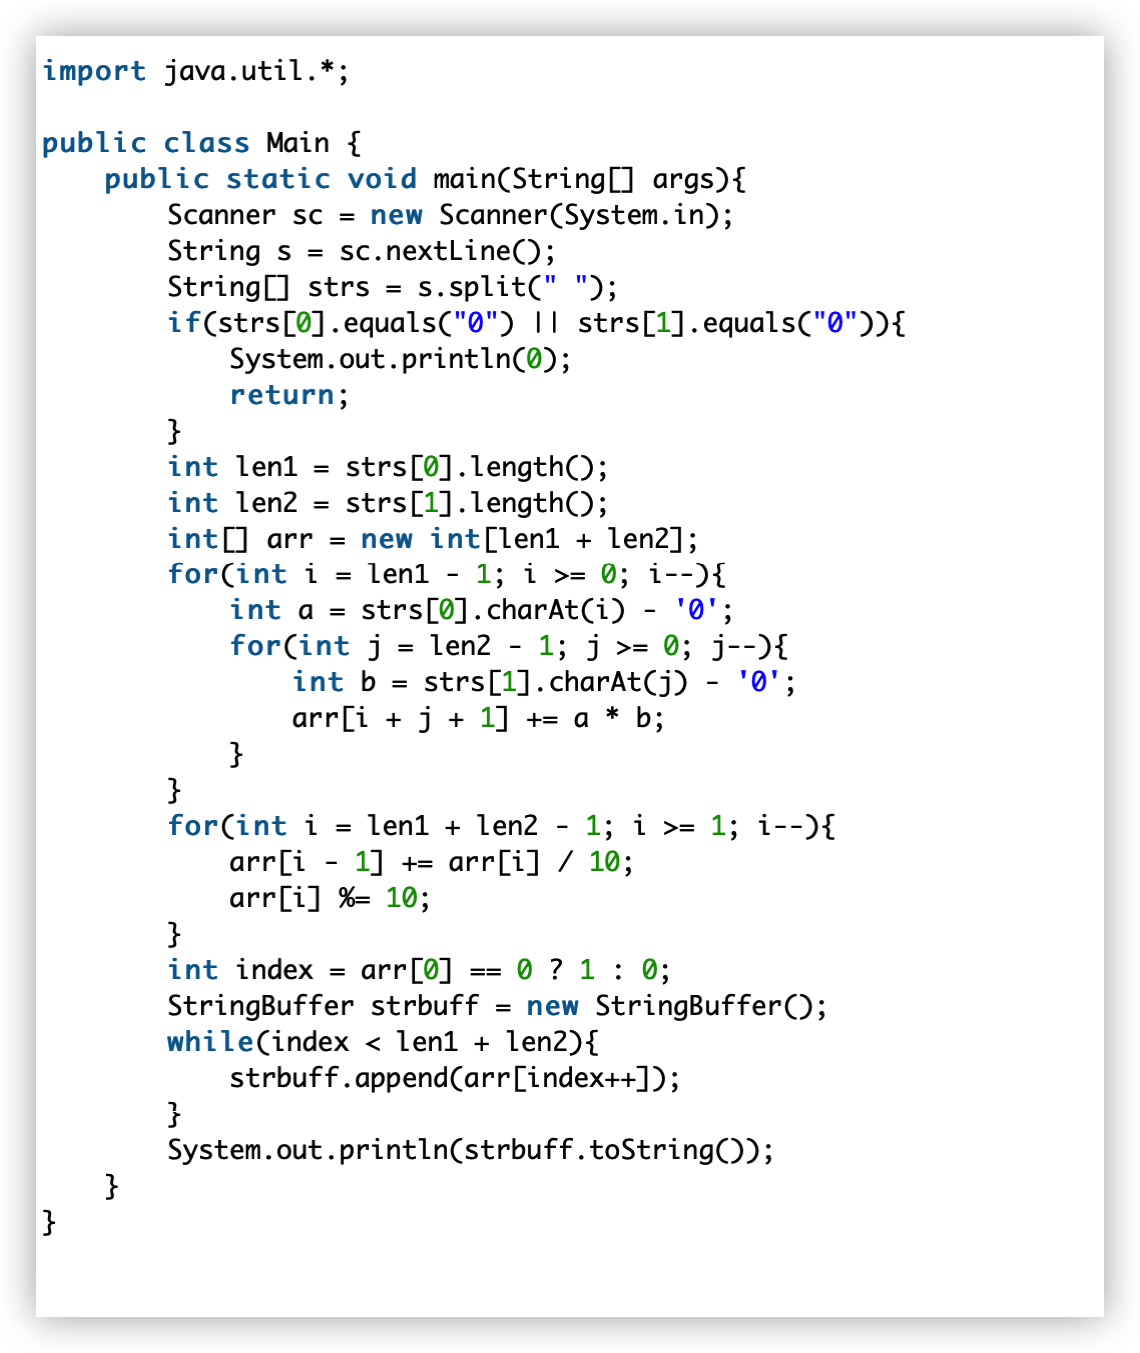 import java.util.*;

public class Main {
    public static void main(String[] args){
        Scanner sc = new Scanner(System.in);
        String s = sc.nextLine();
        String[] strs = s.split(" ");
        if(strs[0].equals("0") || strs[1].equals("0")){
            System.out.println(0);
            return;
        }
        int len1 = strs[0].length();
        int len2 = strs[1].length();
        int[] arr = new int[len1 + len2];
        for(int i = len1 - 1; i >= 0; i--){
            int a = strs[0].charAt(i) - '0';
            for(int j = len2 - 1; j >= 0; j--){
                int b = strs[1].charAt(j) - '0';
                arr[i + j + 1] += a * b;
            }
        }
        for(int i = len1 + len2 - 1; i >= 1; i--){
            arr[i - 1] += arr[i] / 10;
            arr[i] %= 10;
        }
        int index = arr[0] == 0 ? 1 : 0;
        StringBuffer strbuff = new StringBuffer();
        while(index < len1 + len2){
            strbuff.append(arr[index++]);
        }
        System.out.println(strbuff.toString());
    }
}